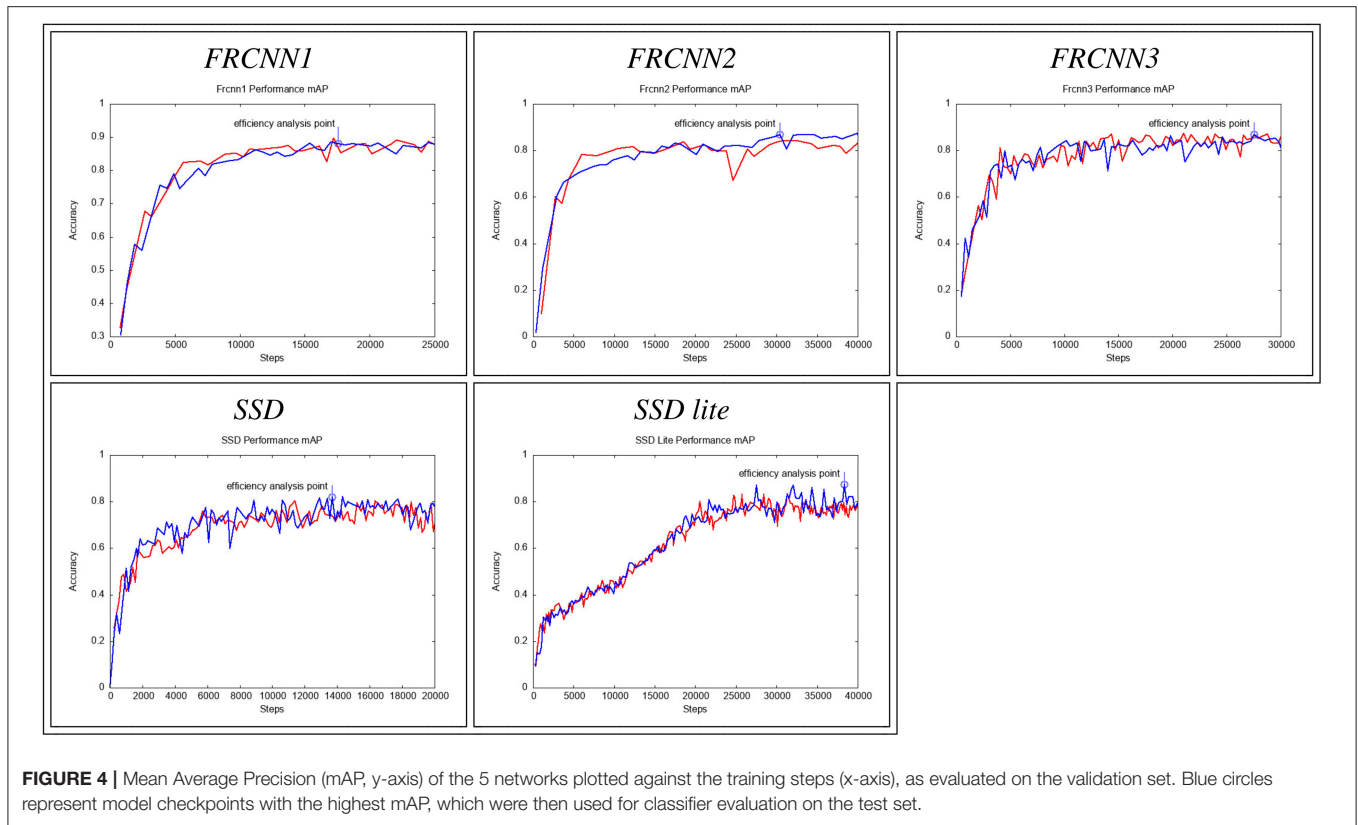 FRCNN1
Frcnn1 Performance mAP
efficiency analysis point
Accuracy
1
0.9
0.8
0.7
0.6
0.5
0.4
0.3
0 5000 10000 15000 20000 25000
Steps
FRCNN2
Frcnn2 Performance mAP
efficiency analysis point
Accuracy
1
0.8
0.6
0.4
0.2
0
0 5000 10000 15000 20000 25000 30000 35000 40000
Steps
FRCNN3
Frcnn3 Performance mAP
efficiency analysis point
Accuracy
1
0.8
0.6
0.4
0.2
0
0 5000 10000 15000 20000 25000 30000
Steps
SSD
SSD Performance mAP
efficiency analysis point
Accuracy
1
0.8
0.6
0.4
0.2
0
0 2000 4000 6000 8000 10000 12000 14000 16000 18000 20000
Steps
SSD lite
SSD Lite Performance mAP
efficiency analysis point
Accuracy
1
0.8
0.6
0.4
0.2
0
0 5000 10000 15000 20000 25000 30000 35000 40000
Steps
FIGURE 4 | Mean Average Precision (mAP, y-axis) of the 5 networks plotted against the training steps (x-axis), as evaluated on the validation set. Blue circles
represent model checkpoints with the highest mAP, which were then used for classifier evaluation on the test set.